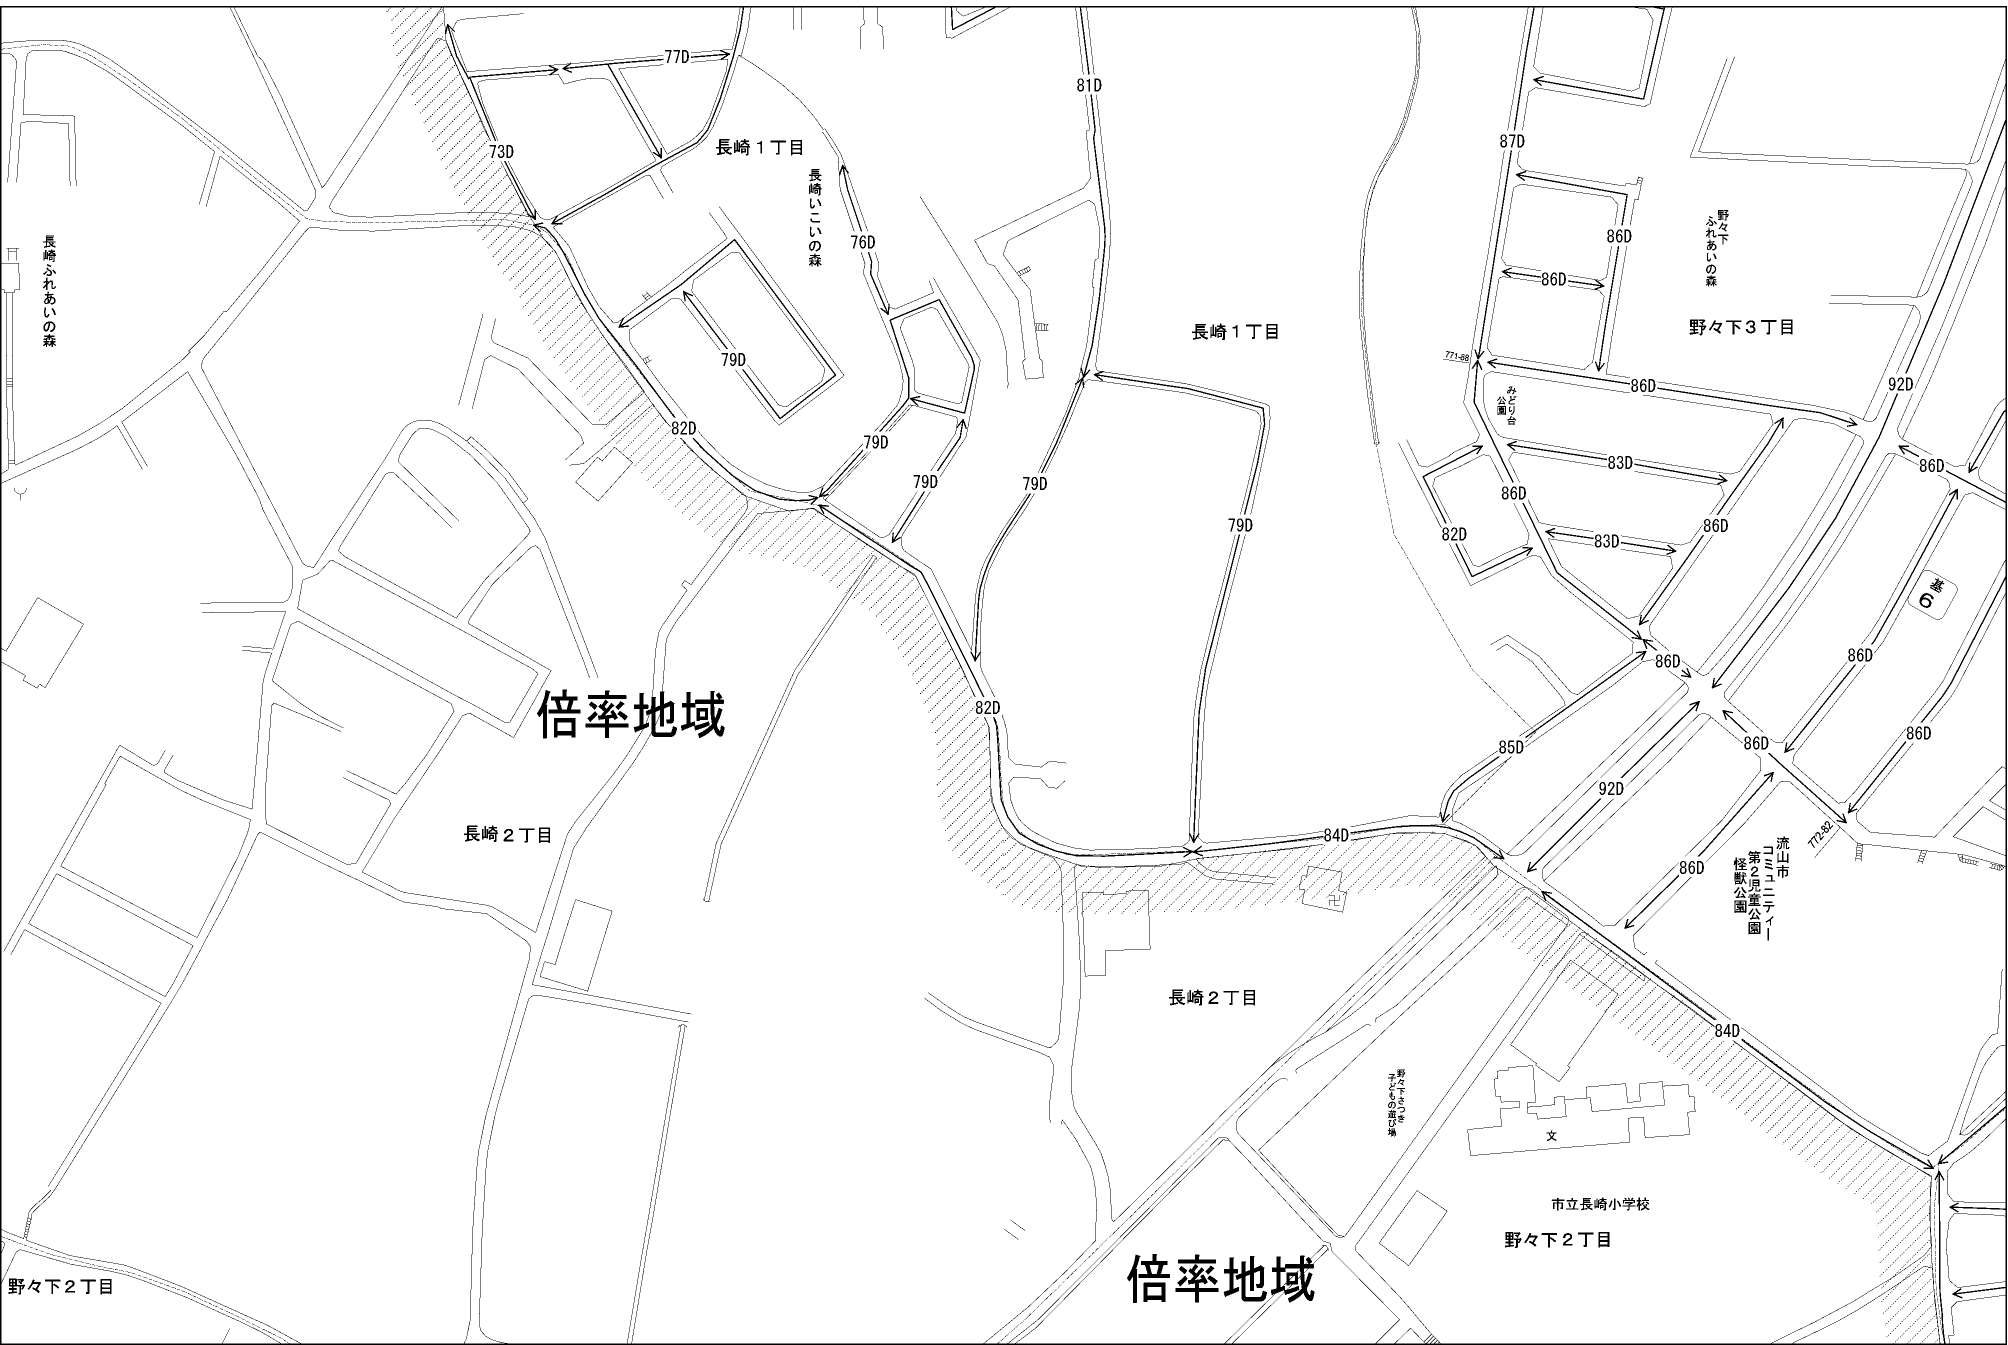 77D
81D
73D
長崎１丁目
87D
長崎いこいの森
76D
86D
野々下
ふれあいの森
長崎ふれあいの森
86D
長崎１丁目
野々下３丁目
771-88
79D
86D
92D
みどり台
公園
82D
79D
83D
86D
79D
79D
86D
79D
86D
82D
83D
基
6
86D
86D
倍率地域
82D
86D
86D
85D
92D
長崎２丁目
84D
772-82
流山市
コミュニティー
第２児童公園
怪獣公園
86D
長崎２丁目
84D
野々下さつき
子どもの遊び場
文
市立長崎小学校
野々下２丁目
倍率地域
野々下２丁目